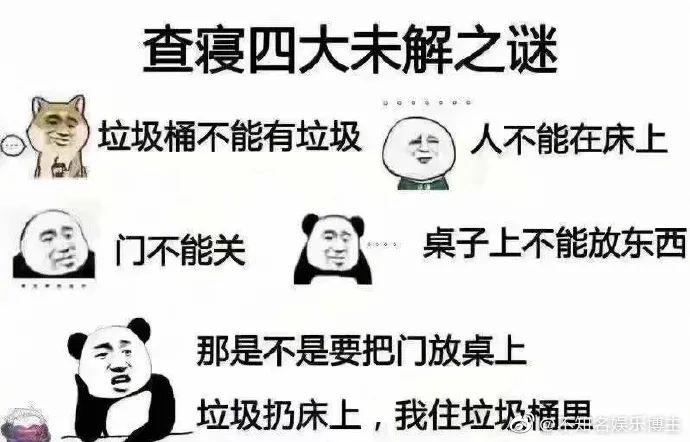 查寝四大未解之谜
垃圾桶不能有垃圾
人不能在床上
门不能关
桌子上不能放东西
那是不是要把门放桌上
垃圾扔床上，我住垃圾桶里
@不知名娱乐博主